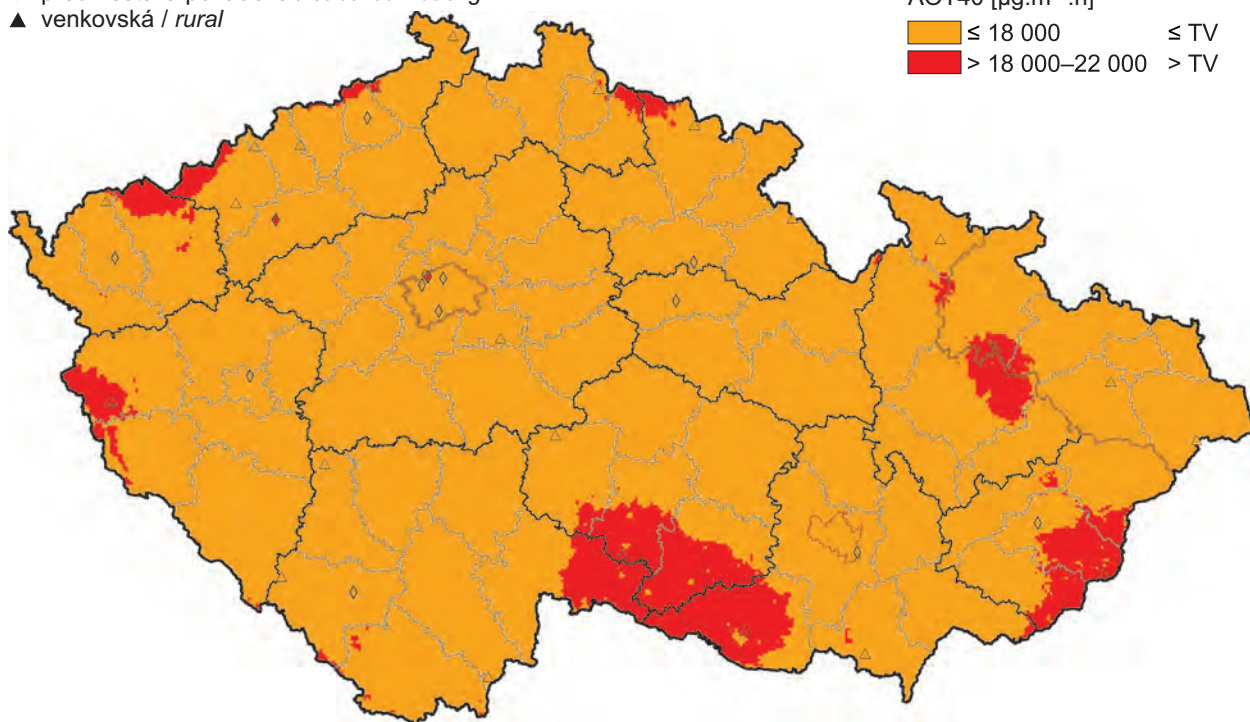 ▲ venkovská / rural
≤ 18 000 ≤ TV
> 18 000–22 000 > TV